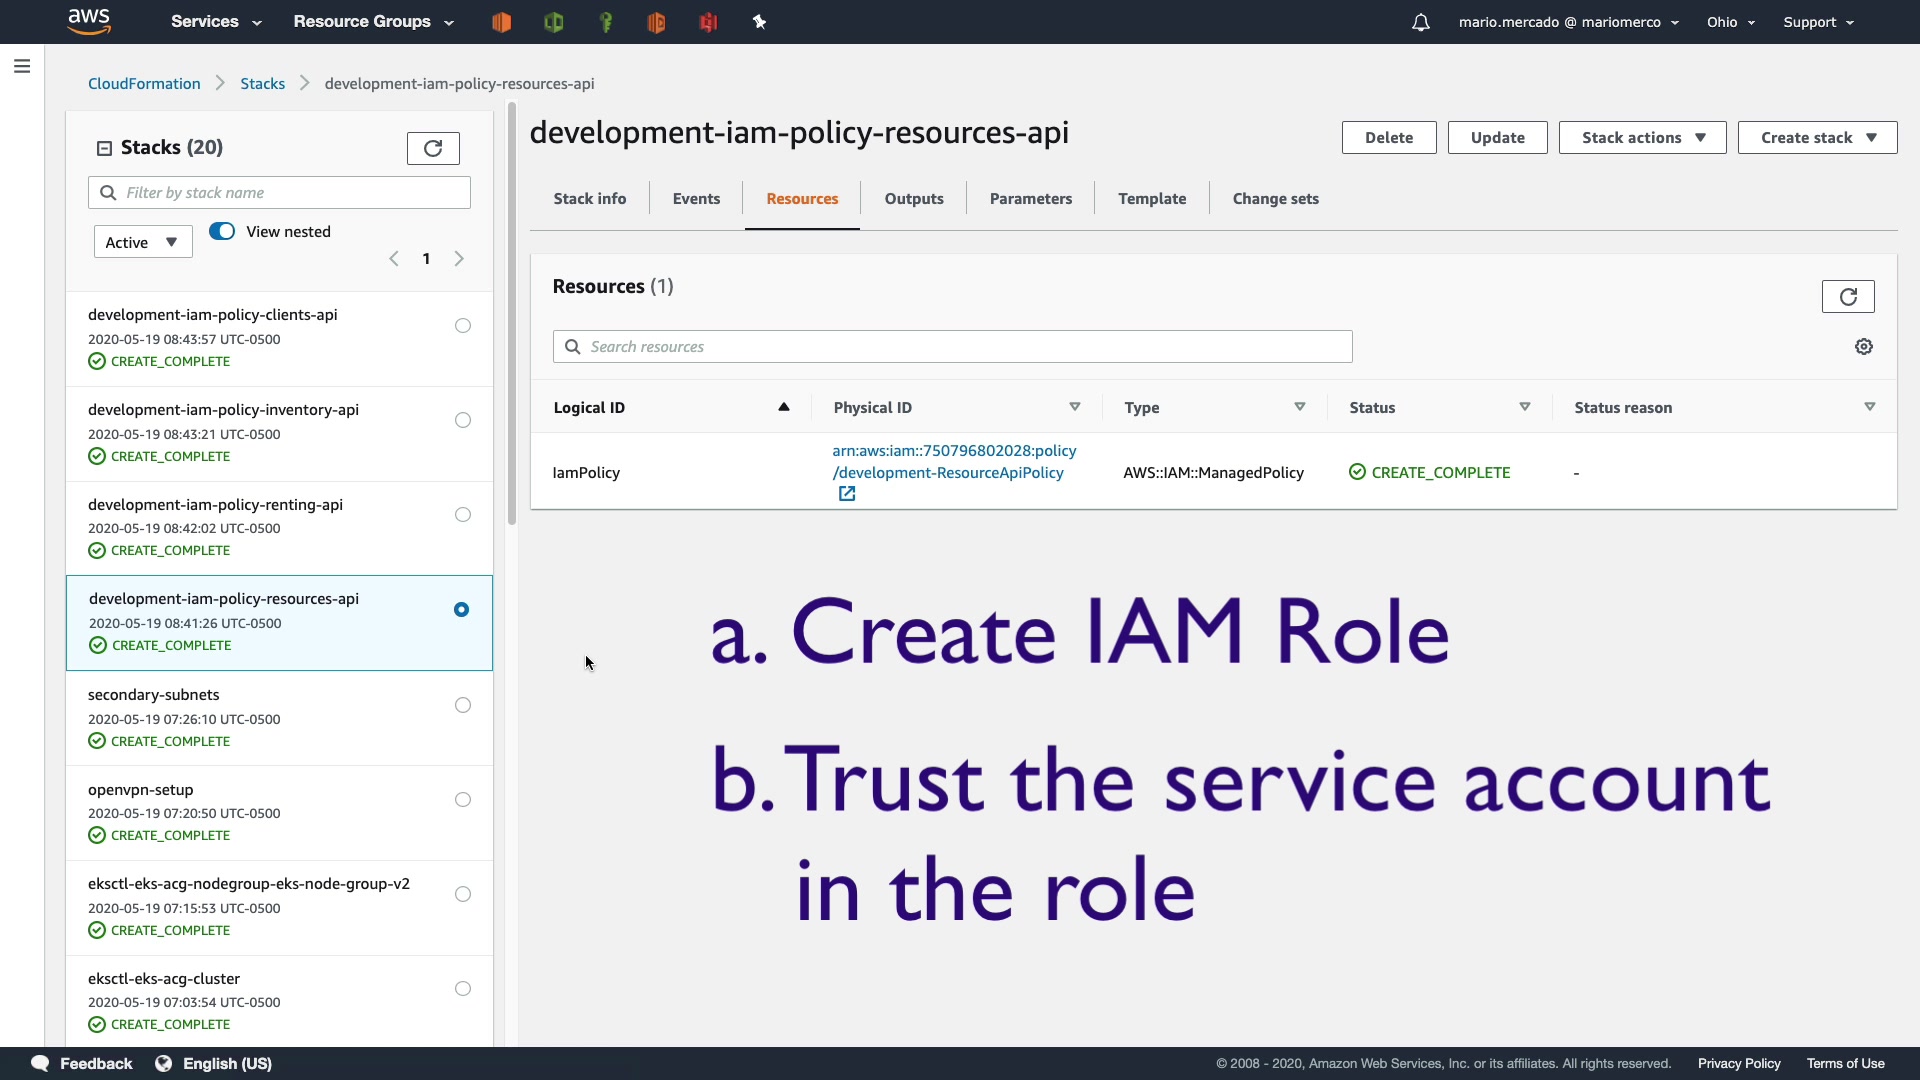 aws
Services
Resource Groups
mario.mercado @ mariomerco
Ohio
Support
CloudFormation
Stacks
development-iam-policy-resources-api
Stacks (20)
Filter by stack name
Active
View nested
1
development-iam-policy-clients-api
2020-05-19 08:43:57 UTC-0500
CREATE_COMPLETE
development-iam-policy-inventory-api
2020-05-19 08:43:21 UTC-0500
CREATE_COMPLETE
development-iam-policy-renting-api
2020-05-19 08:42:02 UTC-0500
CREATE_COMPLETE
development-iam-policy-resources-api
2020-05-19 08:41:26 UTC-0500
CREATE_COMPLETE
secondary-subnets
2020-05-19 07:26:10 UTC-0500
CREATE_COMPLETE
openvpn-setup
2020-05-19 07:20:50 UTC-0500
CREATE_COMPLETE
eksctl-eks-acg-nodegroup-eks-node-group-v2
2020-05-19 07:15:53 UTC-0500
CREATE_COMPLETE
eksctl-eks-acg-cluster
2020-05-19 07:03:54 UTC-0500
CREATE_COMPLETE
development-iam-policy-resources-api
Delete
Update
Stack actions
Create stack
Stack info
Events
Resources
Outputs
Parameters
Template
Change sets
Resources (1)
Search resources
Logical ID
Physical ID
Type
Status
Status reason
IamPolicy
arn:aws:iam::750796802028:policy
/development-ResourceApiPolicy
AWS::IAM::ManagedPolicy
CREATE_COMPLETE
-
a. Create IAM Role
b. Trust the service account
in the role
Feedback
English (US)
© 2008 - 2020, Amazon Web Services, Inc. or its affiliates. All rights reserved.
Privacy Policy
Terms of Use